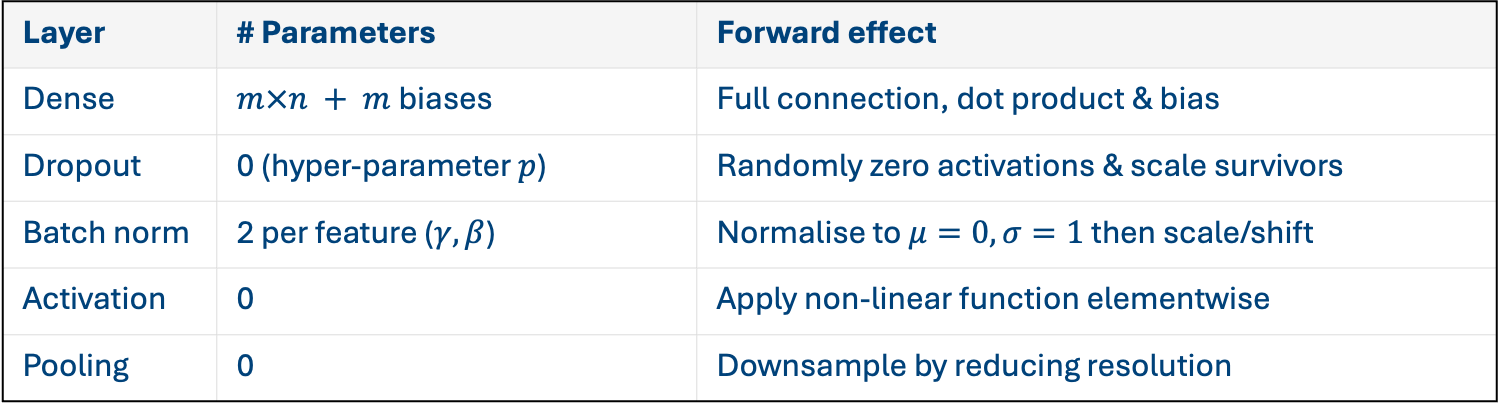 Layer # Parameters Forward effect
Dense m×n + m biases Full connection, dot product & bias
Dropout 0 (hyper-parameter p) Randomly zero activations & scale survivors
Batch norm 2 per feature (γ, β) Normalise to μ = 0, σ = 1 then scale/shift
Activation 0 Apply non-linear function elementwise
Pooling 0 Downsample by reducing resolution